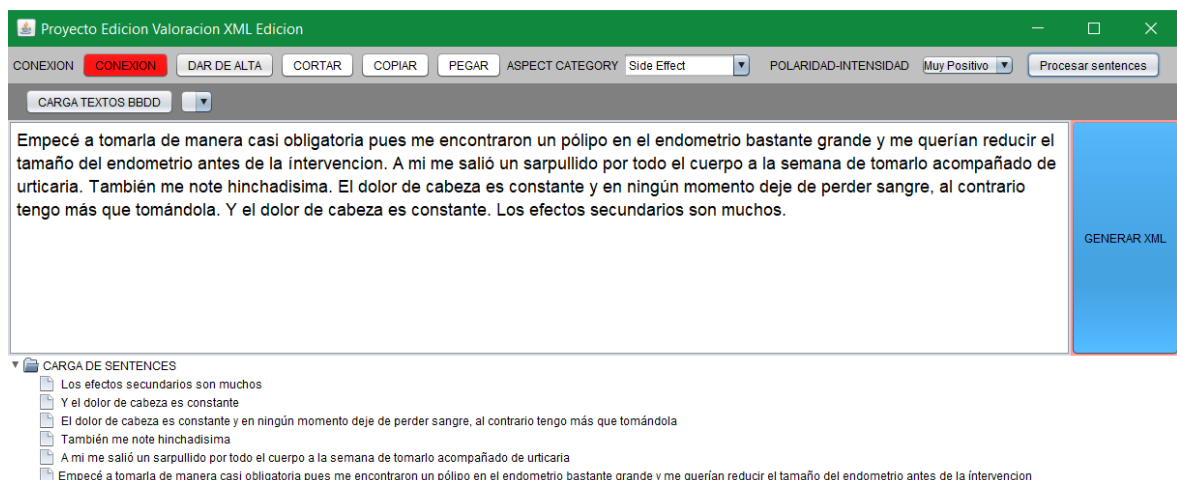 Proyecto Edicion Valoracion XML Edicion
CONEXION CONEXION DAR DE ALTA CORTAR COPIAR PEGAR ASPECT CATEGORY Side Effect POLARIDAD-INTENSIDAD Muy Positivo Procesar sentences
CARGA TEXTOS BBDD
Empecé a tomarla de manera casi obligatoria pues me encontraron un pólipo en el endometrio bastante grande y me querían reducir el
tamaño del endometrio antes de la íntervencion. A mi me salió un sarpullido por todo el cuerpo a la semana de tomarlo acompañado de
urticaria. También me note hinchadisima. El dolor de cabeza es constante y en ningún momento deje de perder sangre, al contrario
tengo más que tomándola. Y el dolor de cabeza es constante. Los efectos secundarios son muchos.
GENERAR XML
CARGA DE SENTENCES
Los efectos secundarios son muchos
Y el dolor de cabeza es constante
El dolor de cabeza es constante y en ningún momento deje de perder sangre, al contrario tengo más que tomándola
También me note hinchadisima
A mi me salió un sarpullido por todo el cuerpo a la semana de tomarlo acompañado de urticaria
Empecé a tomarla de manera casi obligatoria pues me encontraron un pólipo en el endometrio bastante grande y me querían reducir el tamaño del endometrio antes de la íntervencion